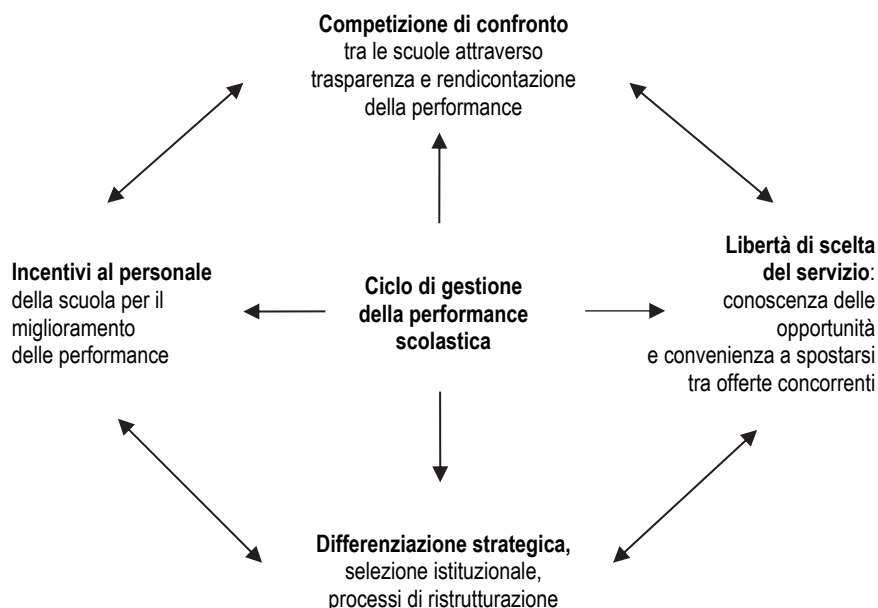 Competizione di confronto
tra le scuole attraverso
trasparenza e rendicontazione
della performance
Incentivi al personale
della scuola per il
miglioramento
delle performance
Ciclo di gestione
della performance
scolastica
Libertà di scelta
del servizio:
conoscenza delle
opportunità
e convenienza a spostarsi
tra offerte concorrenti
Differenziazione strategica,
selezione istituzionale,
processi di ristrutturazione